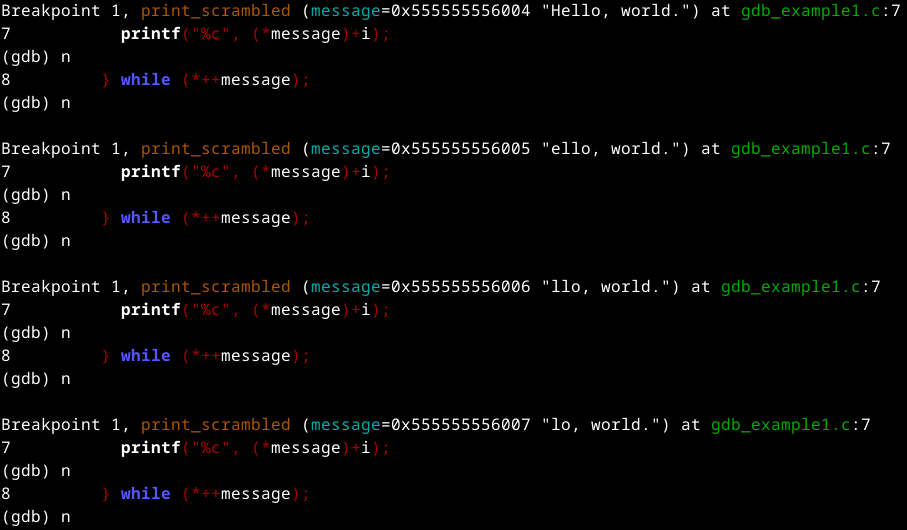 Breakpoint 1, print_scrambled (message=0x555555556004 "Hello, world.") at gdb_example1.c:7
7           printf("%c", (*message)+i);
(gdb) n
8         } while (*++message);
(gdb) n

Breakpoint 1, print_scrambled (message=0x555555556005 "ello, world.") at gdb_example1.c:7
7           printf("%c", (*message)+i);
(gdb) n
8         } while (*++message);
(gdb) n

Breakpoint 1, print_scrambled (message=0x555555556006 "llo, world.") at gdb_example1.c:7
7           printf("%c", (*message)+i);
(gdb) n
8         } while (*++message);
(gdb) n

Breakpoint 1, print_scrambled (message=0x555555556007 "lo, world.") at gdb_example1.c:7
7           printf("%c", (*message)+i);
(gdb) n
8         } while (*++message);
(gdb) n